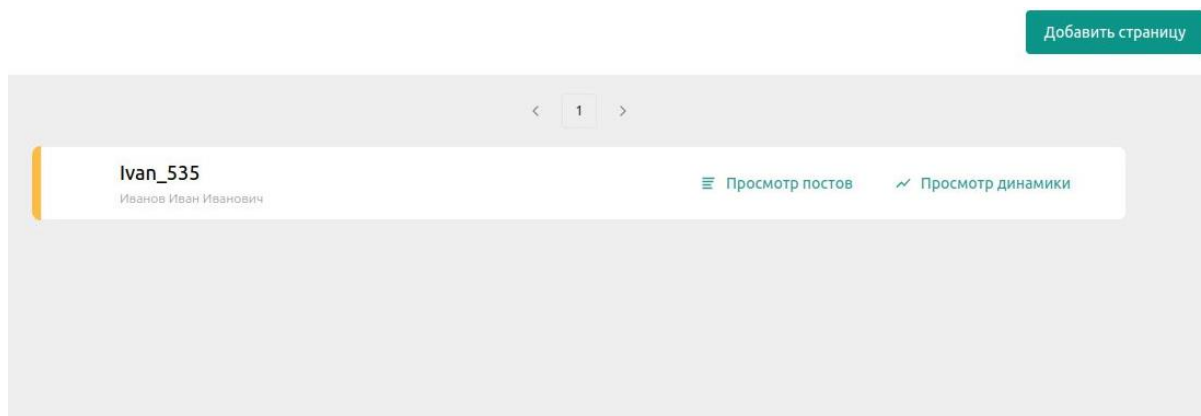 Добавить страницу
< 1 >
Ivan_535
Иванов Иван Иванович
Просмотр постов
Просмотр динамики